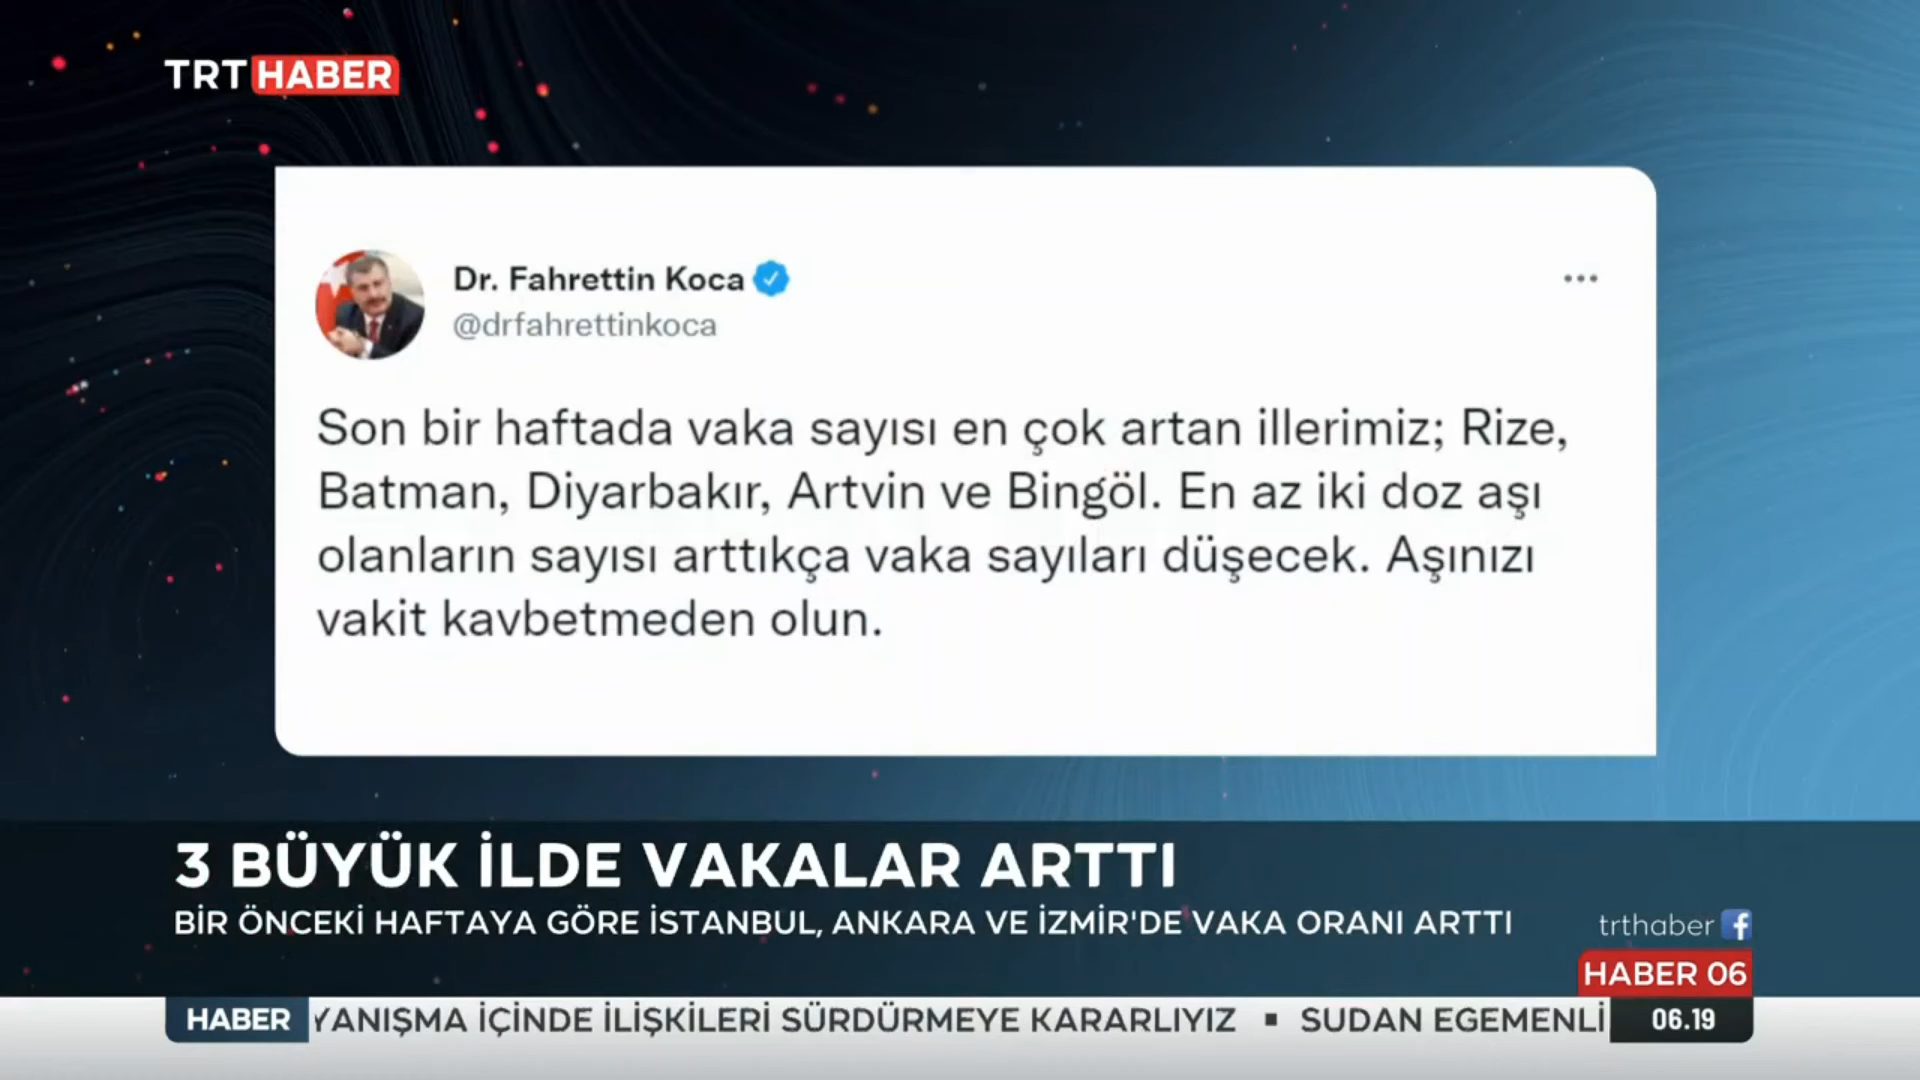 TRT HABER
Dr. Fahrettin Koca
@drfahrettinkoca
Son bir haftada vaka sayısı en çok artan illerimiz; Rize,
Batman, Diyarbakır, Artvin ve Bingöl. En az iki doz aşı
olanların sayısı arttıkça vaka sayıları düşecek. Aşınızı
vakit kavbetmeden olun.
3 BÜYÜK İLDE VAKALAR ARTTI
BİR ÖNCEKİ HAFTAYA GÖRE İSTANBUL, ANKARA VE İZMİR'DE VAKA ORANI ARTTI
trthaber
HABER 06
HABER YANIŞMA İÇİNDE İLİŞKİLERİ SÜRDÜRMEYE KARARLIYIZ ▪ SUDAN EGEMENLİ 06.19